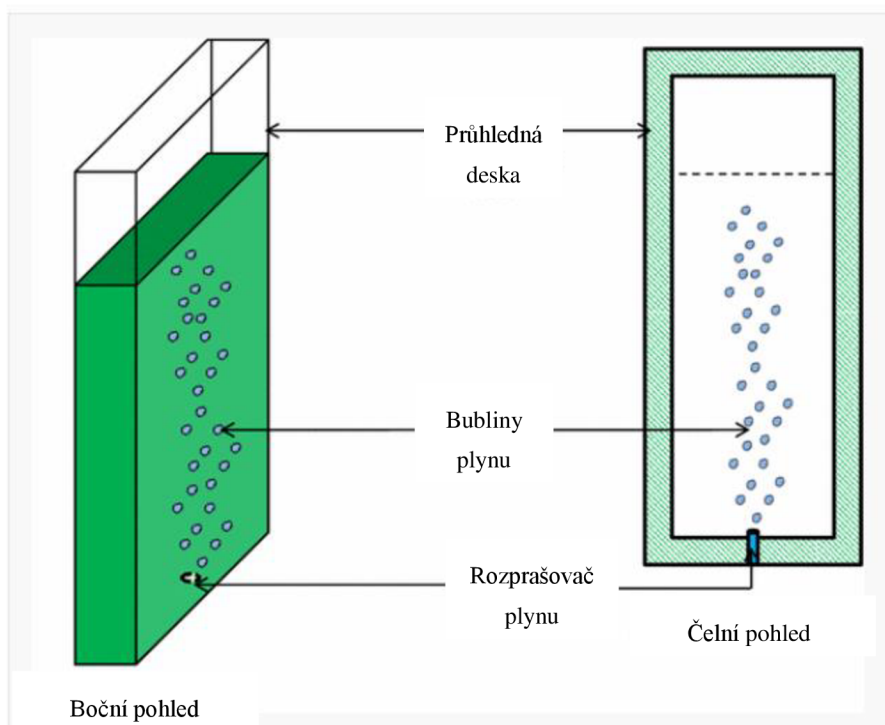 Průhledná
deska
Bubliny
plynu
Rozprašovač
plynu
Čelní pohled
Boční pohled